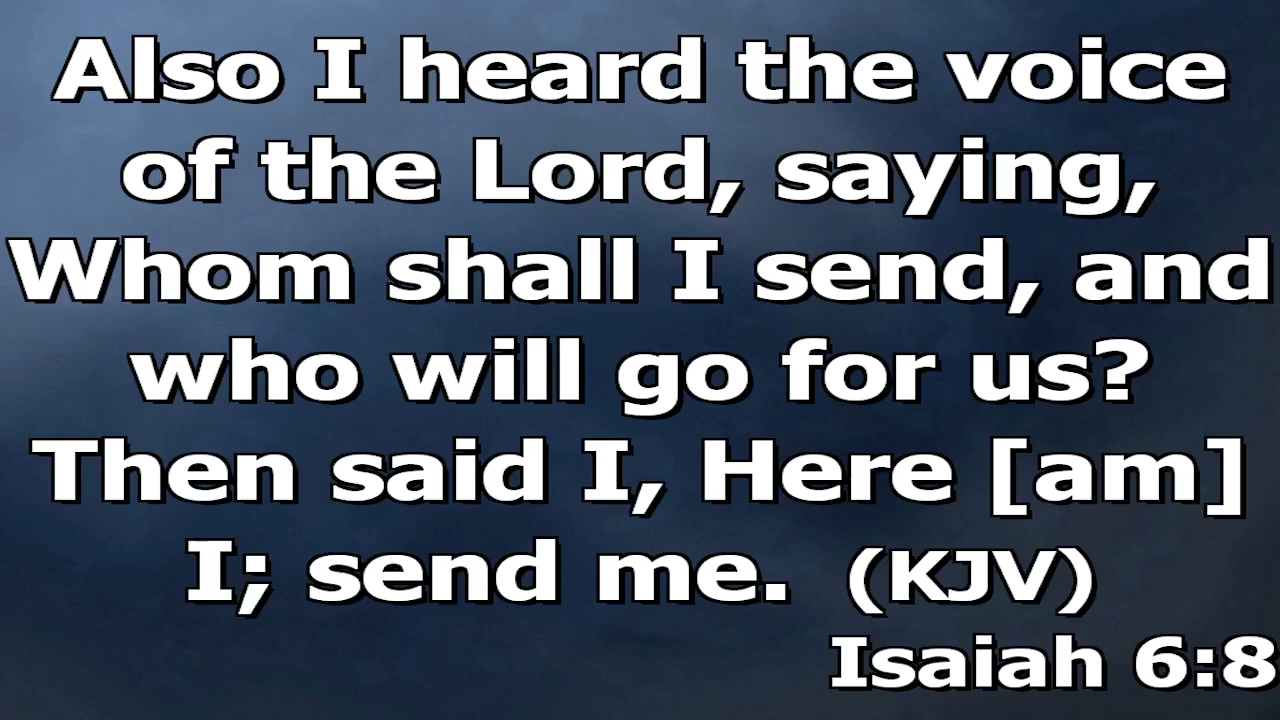 Also I heard the voice
of the Lord, saying,
Whom shall I send, and
who will go for us?
Then said I, Here [am]
I; send me. (KJV)
Isaiah 6:8